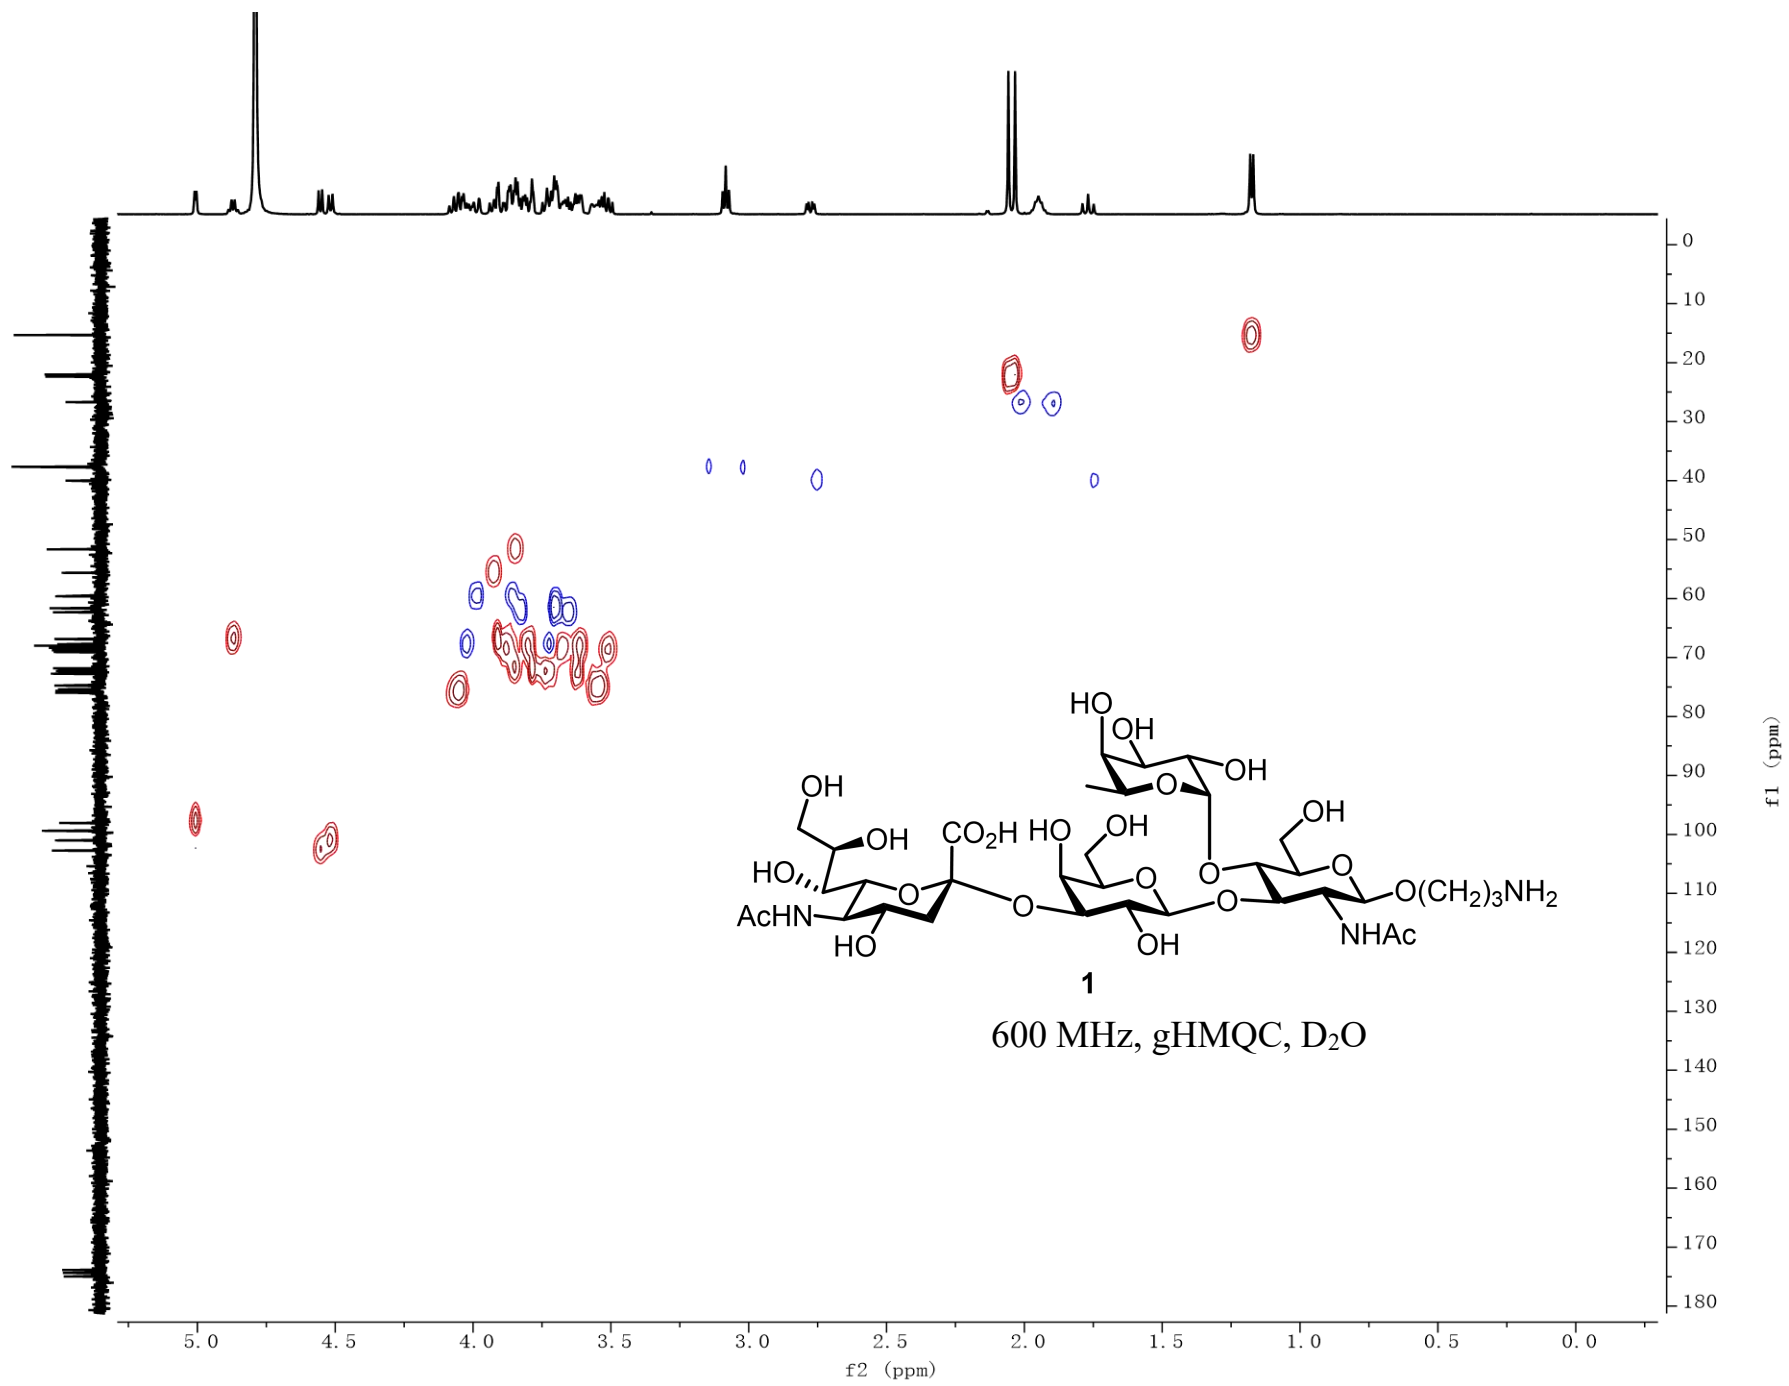 0
10
20
30
40
50
60
70
80
90
100
110
120
130
140
150
160
170
180
f1 (ppm)
HO
OH
OH
O
OH
HO
OH
OH
CO₂H
HO
OH
O
O
O
HO
O
O
O
O(CH₂)₃NH₂
AcHN
HO
OH
NHAc
1
600 MHz, gHMQC, D₂O
5.0 4.5 4.0 3.5 3.0 2.5 2.0 1.5 1.0 0.5 0.0
f2 (ppm)